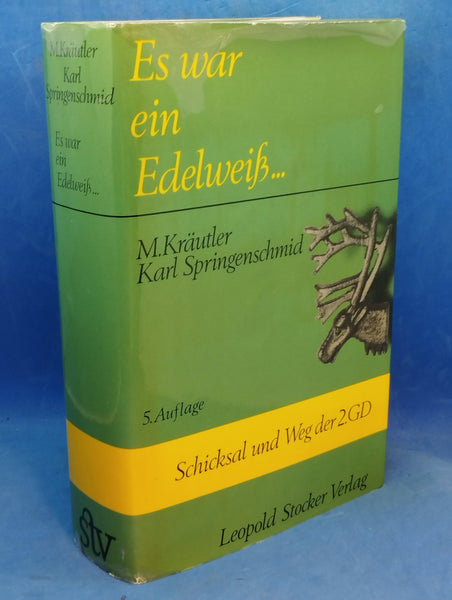 M.Kräutler
Karl
Springenschmid
Es war
ein
Edelweiß...
stv
Es war
ein
Edelweiß...
M.Kräutler
Karl Springenschmid
5. Auflage
Schicksal und Weg der 2.GD
Leopold Stocker Verlag